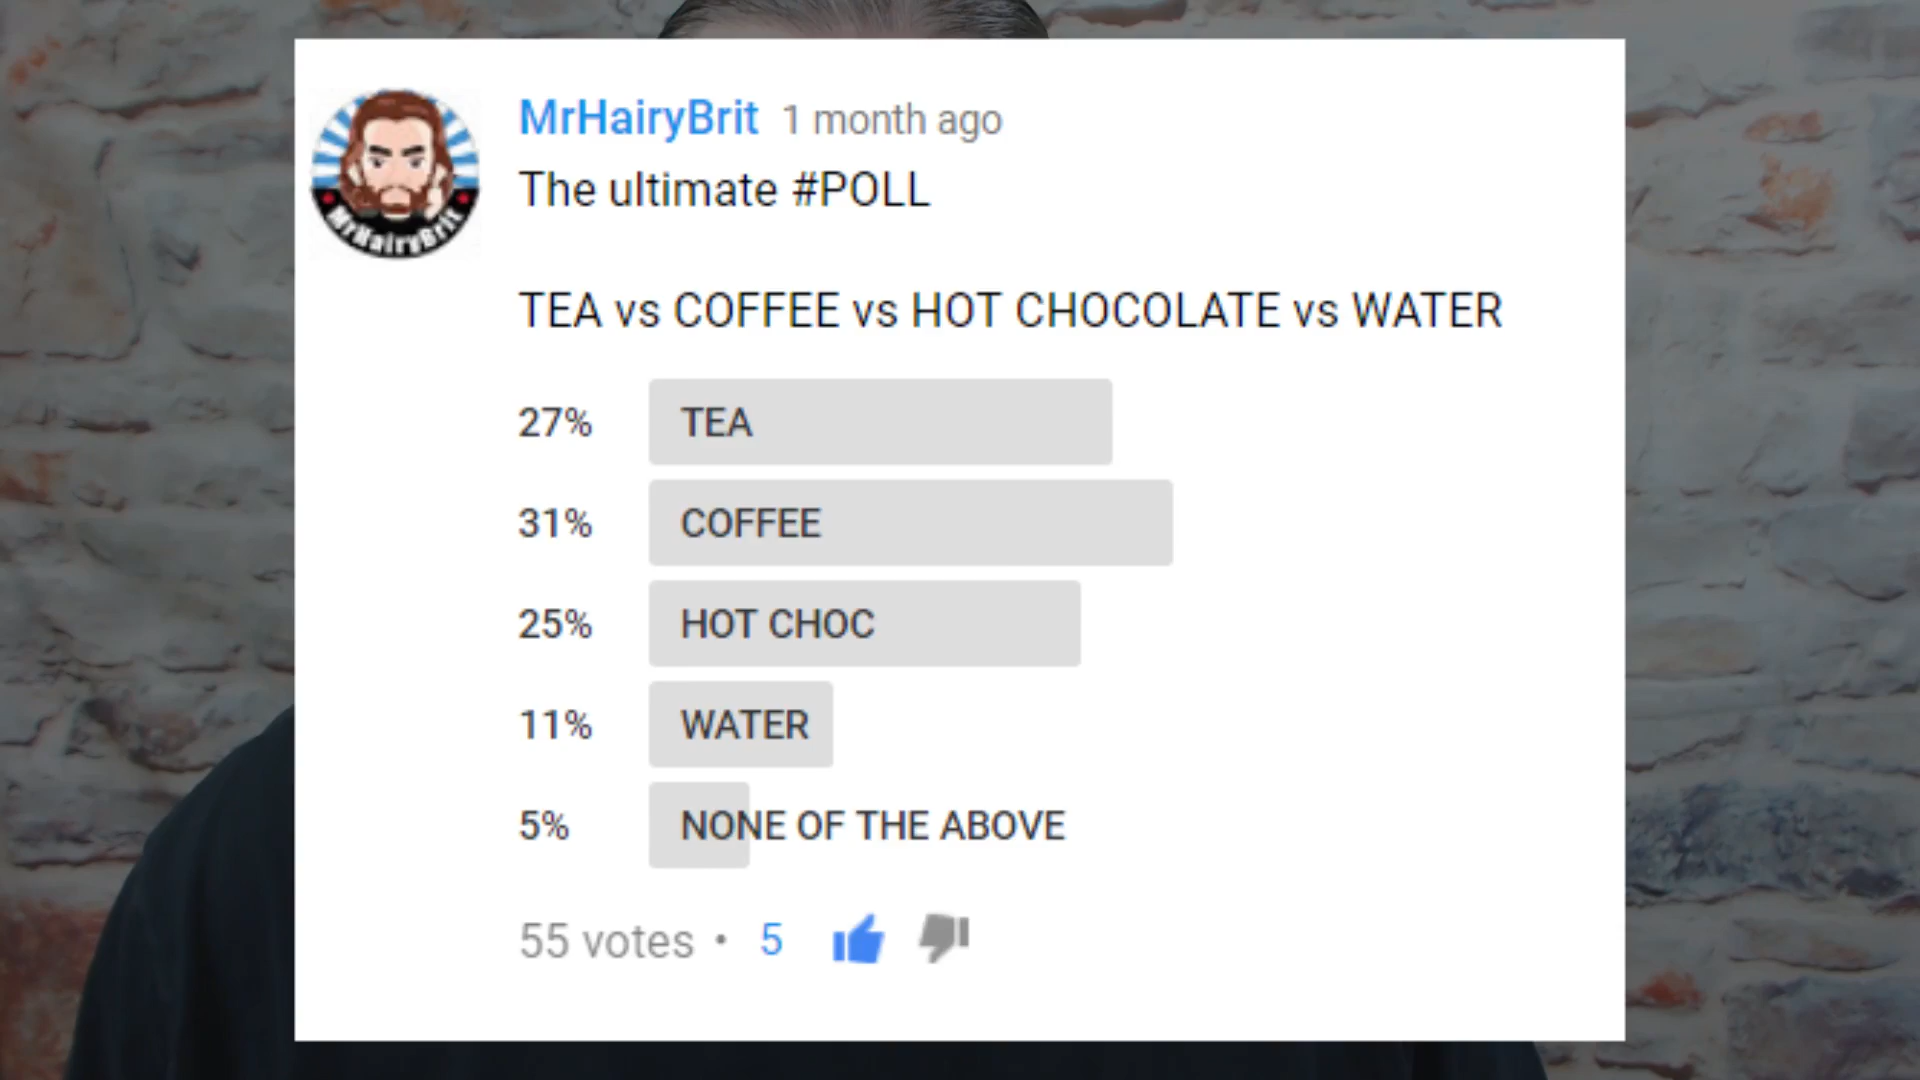 MrHairyBrit 1 month ago
The ultimate #POLL
TEA vs COFFEE vs HOT CHOCOLATE vs WATER
27% TEA
31% COFFEE
25% HOT CHOC
11% WATER
5% NONE OF THE ABOVE
55 votes • 5
MrHairyBrit